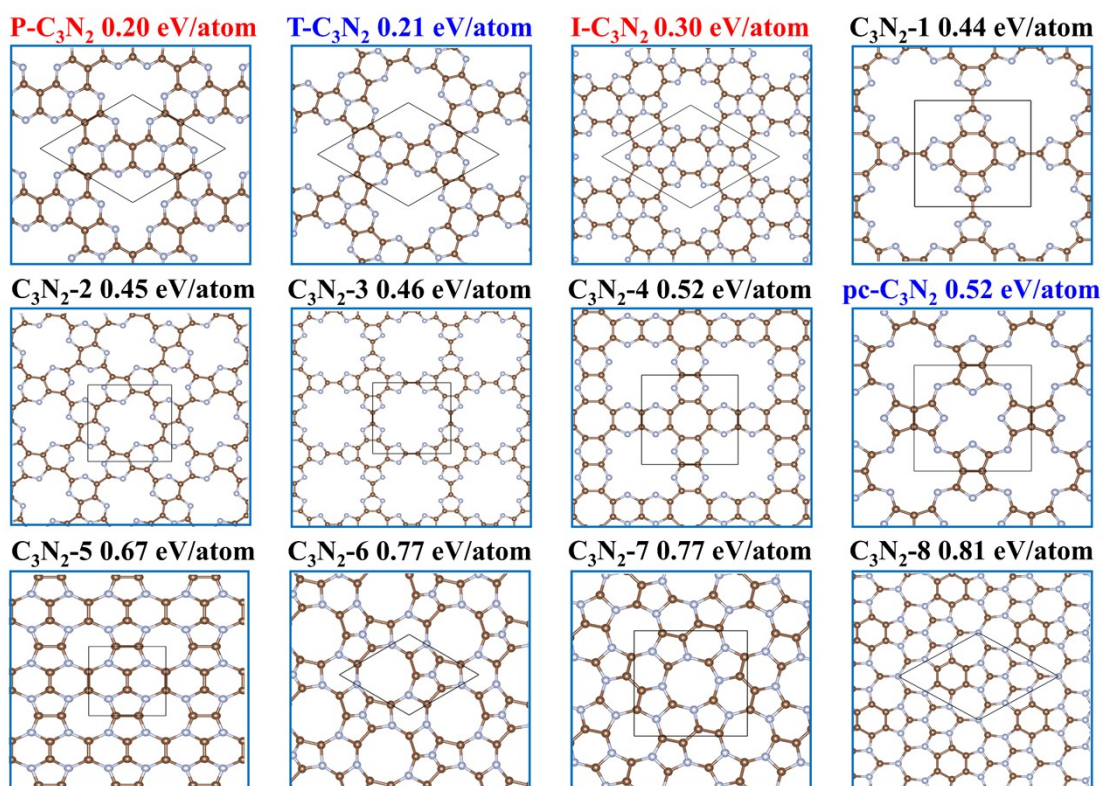 P-C₃N₂ 0.20 eV/atom T-C₃N₂ 0.21 eV/atom I-C₃N₂ 0.30 eV/atom C₃N₂-1 0.44 eV/atom
C₃N₂-2 0.45 eV/atom C₃N₂-3 0.46 eV/atom C₃N₂-4 0.52 eV/atom pc-C₃N₂ 0.52 eV/atom
C₃N₂-5 0.67 eV/atom C₃N₂-6 0.77 eV/atom C₃N₂-7 0.77 eV/atom C₃N₂-8 0.81 eV/atom